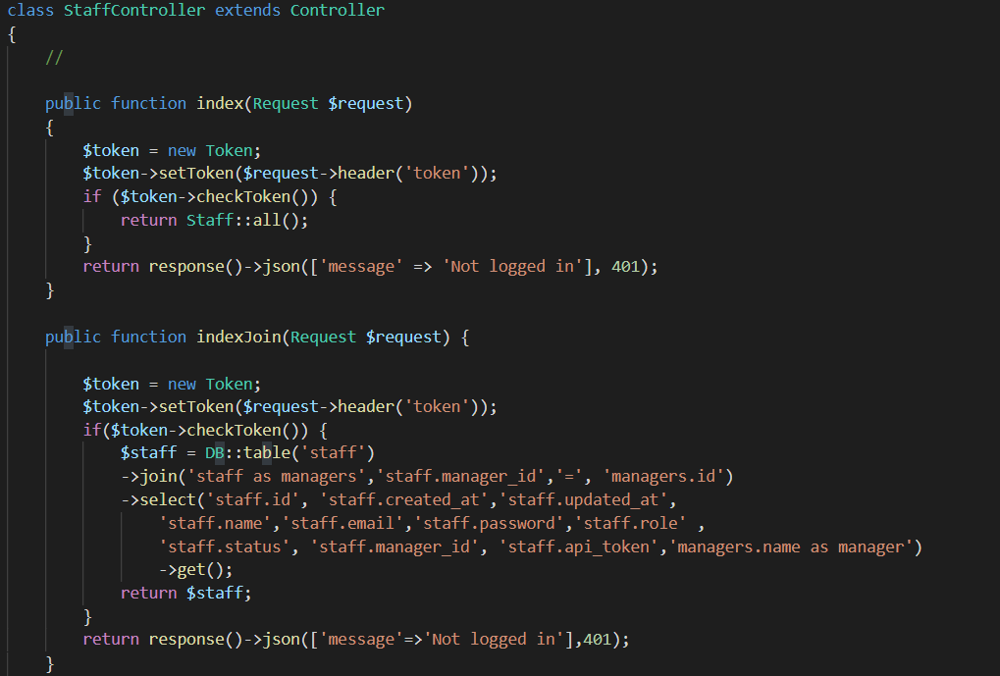 class StaffController extends Controller
{
    //

    public function index(Request $request)
    {
        $token = new Token;
        $token->setToken($request->header('token'));
        if ($token->checkToken()) {
            return Staff::all();
        }
        return response()->json(['message' => 'Not logged in'], 401);
    }

    public function indexJoin(Request $request) {

        $token = new Token;
        $token->setToken($request->header('token'));
        if($token->checkToken()) {
            $staff = DB::table('staff')
            ->join('staff as managers','staff.manager_id','=', 'managers.id')
            ->select('staff.id', 'staff.created_at','staff.updated_at',
                'staff.name','staff.email','staff.password','staff.role' ,
                'staff.status', 'staff.manager_id', 'staff.api_token','managers.name as manager')
                ->get();
            return $staff;
        }
        return response()->json(['message'=>'Not logged in'],401);
    }